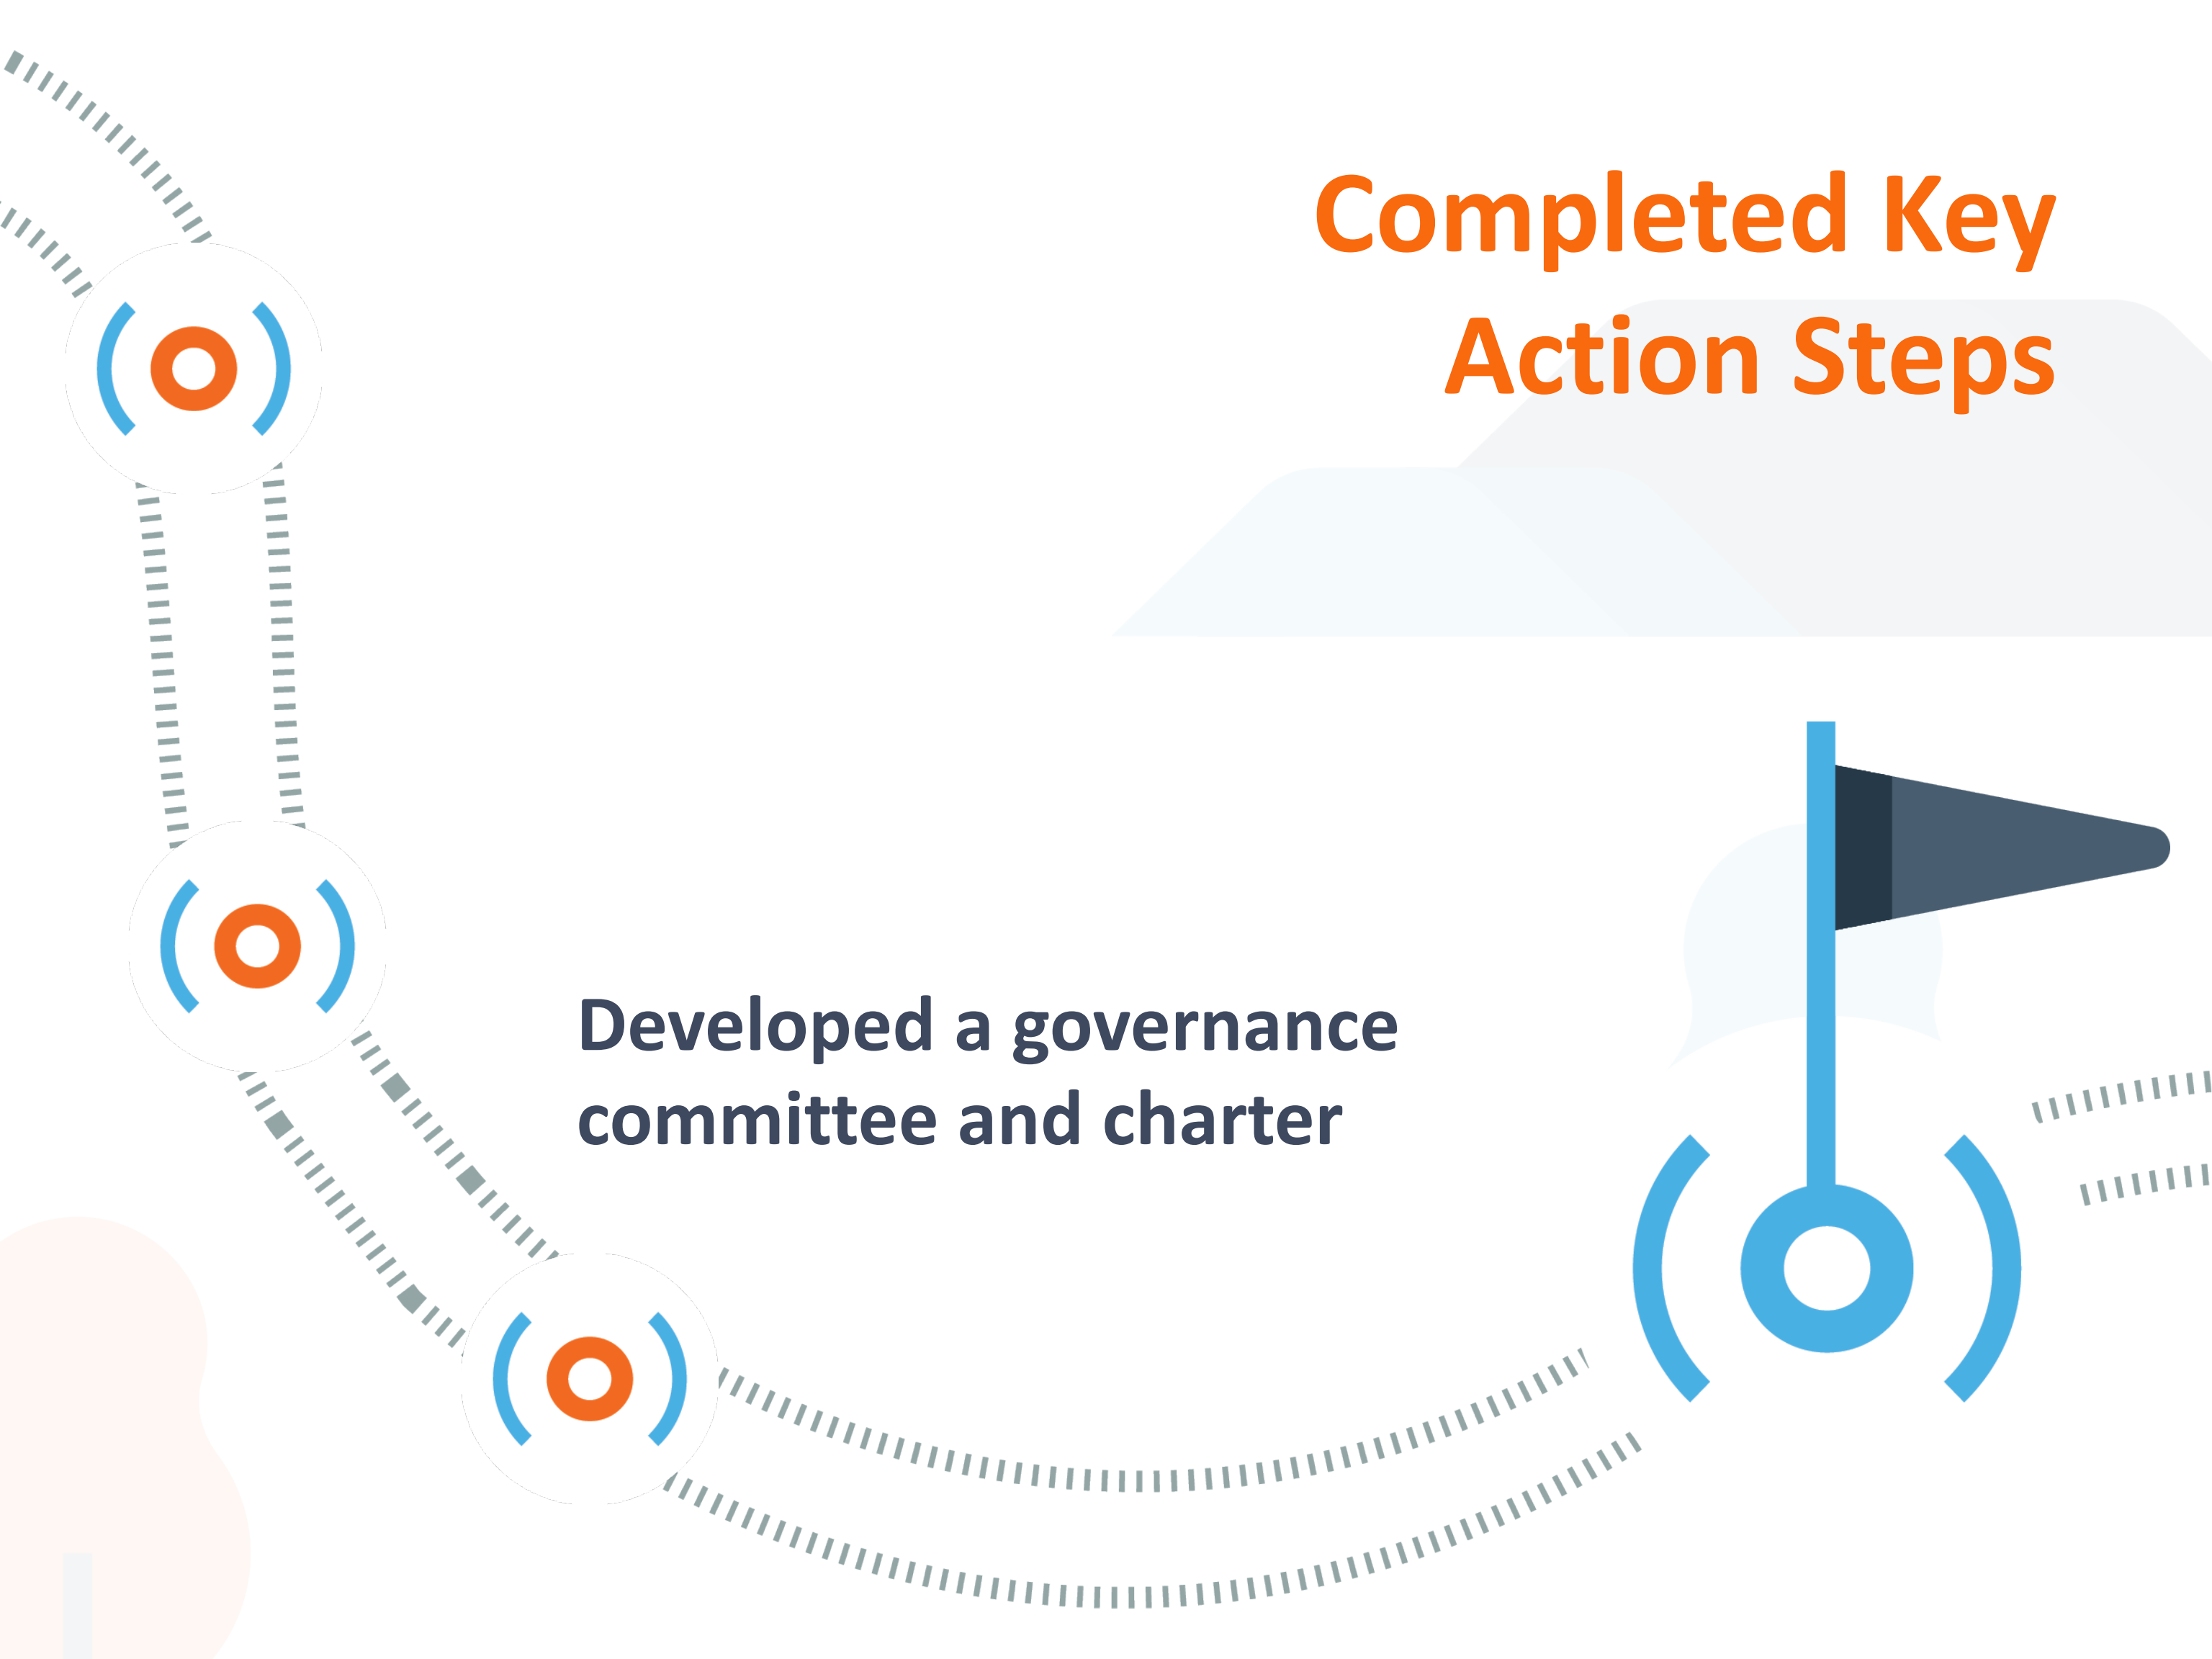 Completed Key
Action Steps
Developed a governance
committee and charter